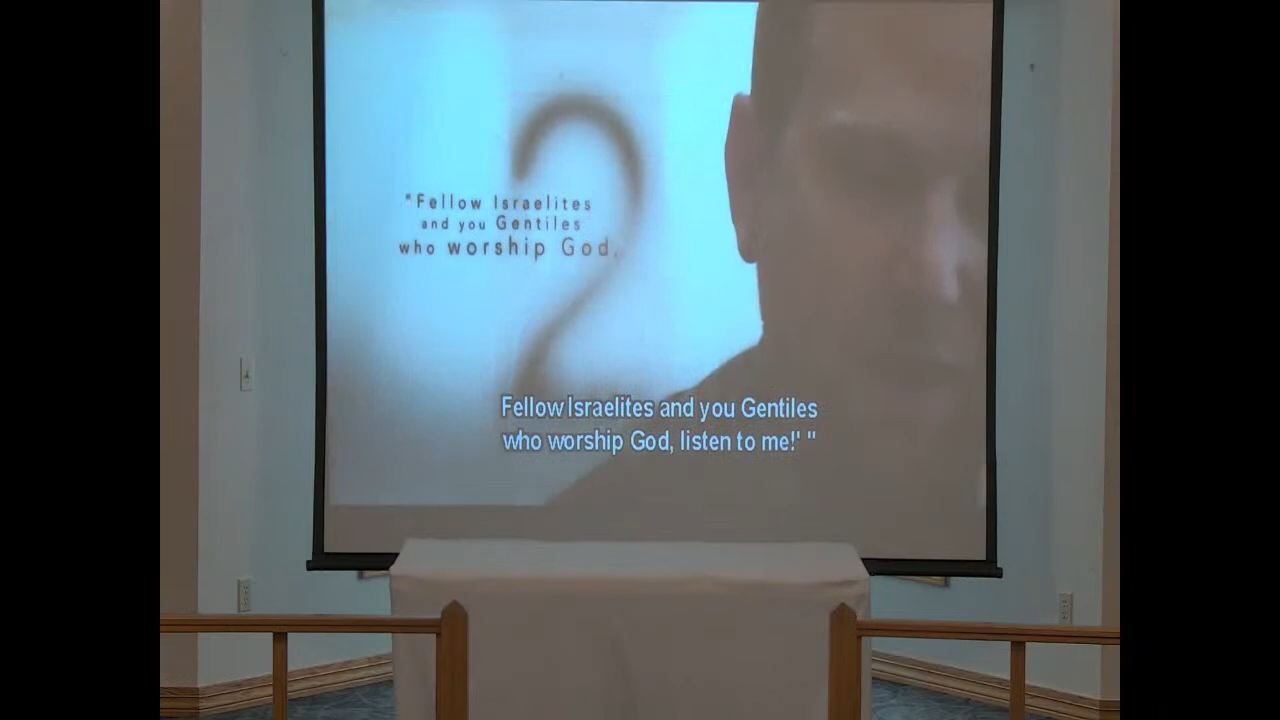 "Fellow Israelites
and you Gentiles
who worship God,
Fellow Israelites and you Gentiles
who worship God, listen to me!' "